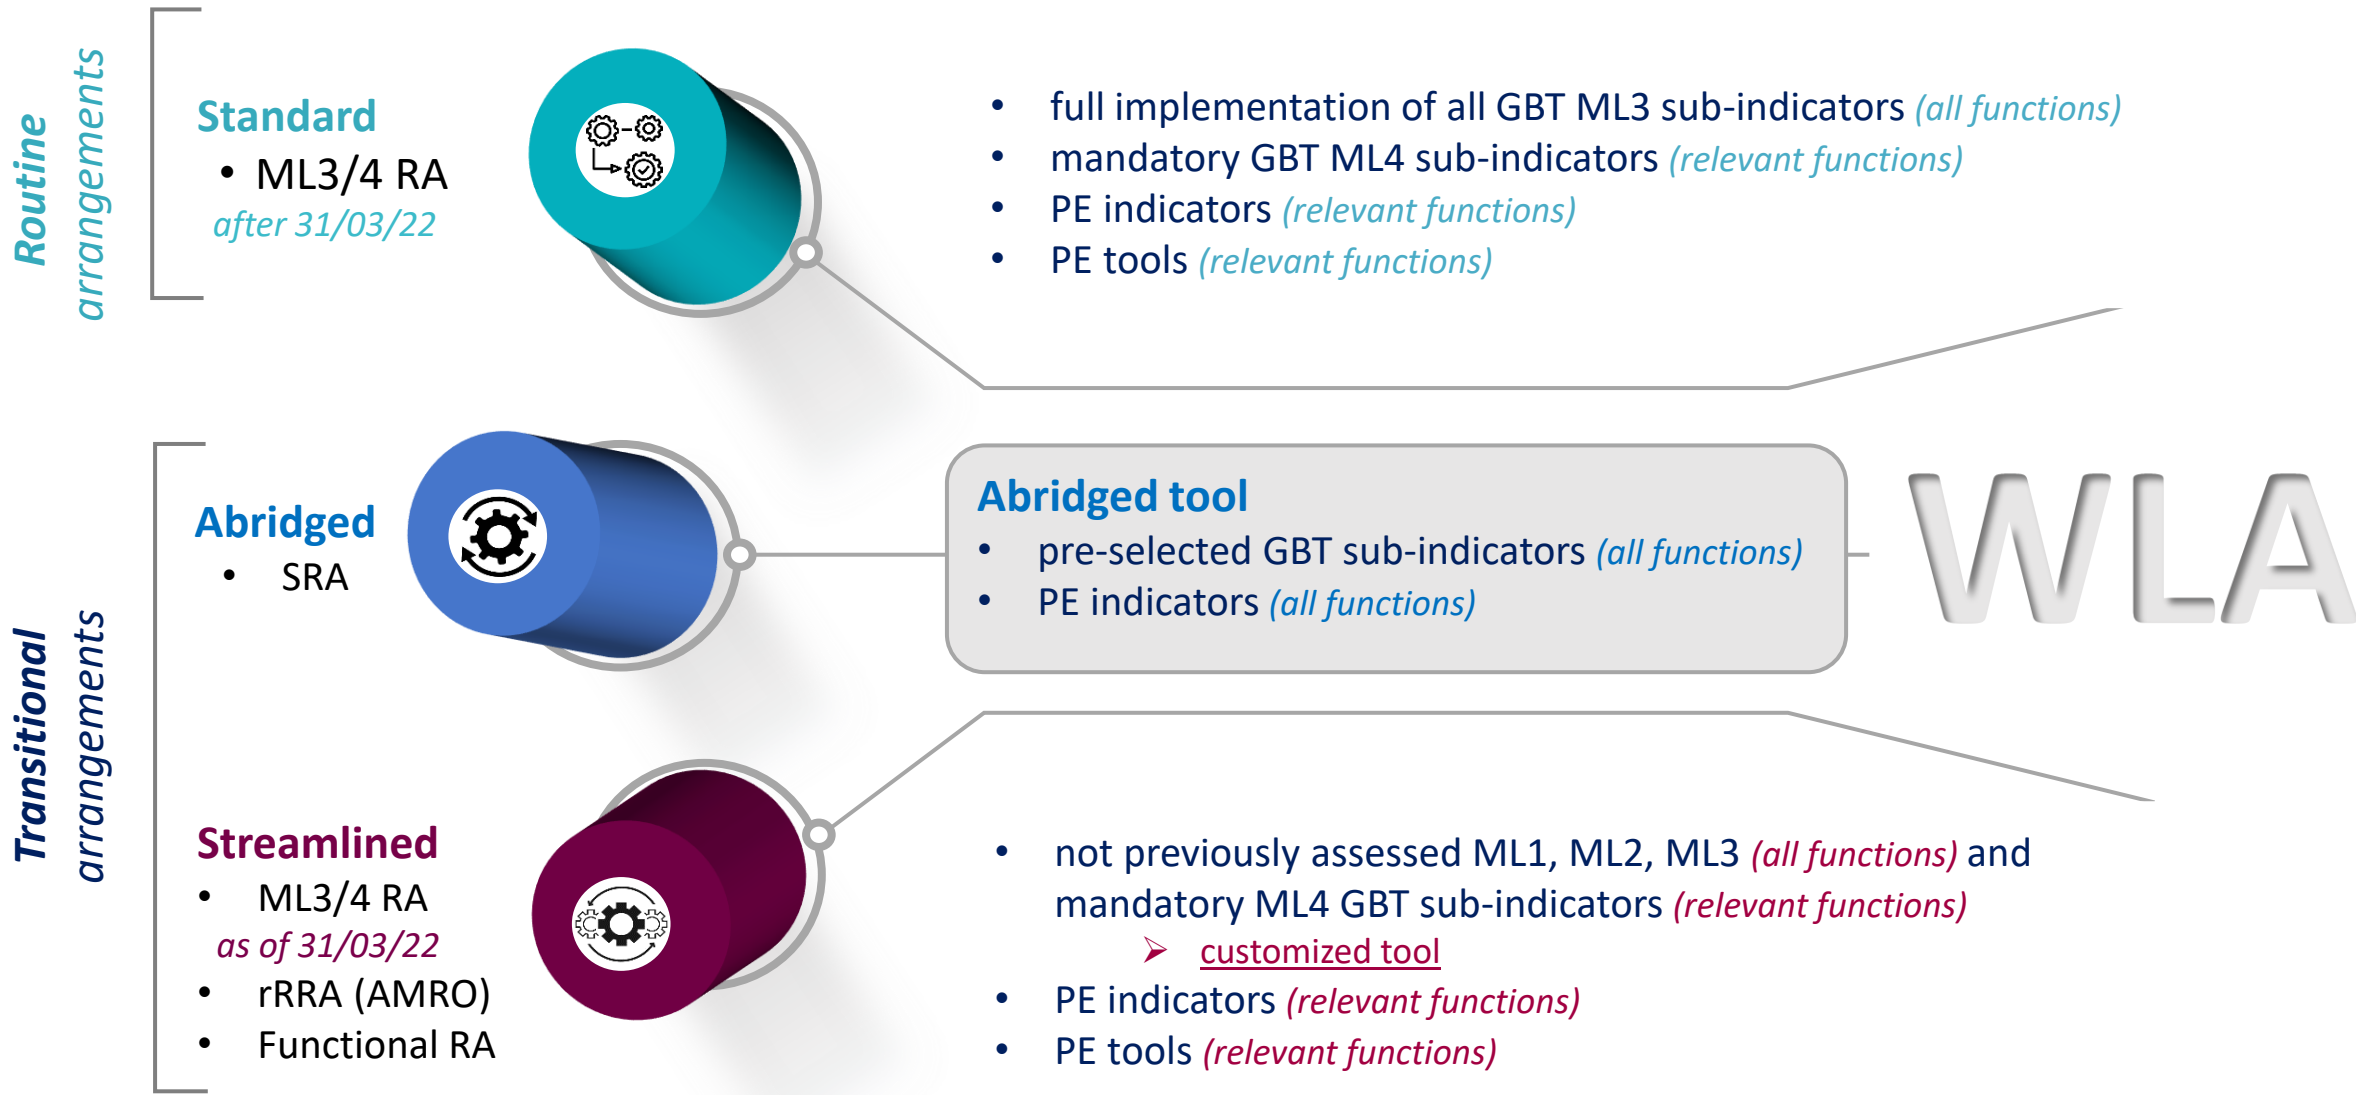 Routine
arrangements
Standard
• ML3/4 RA
after 31/03/22
• full implementation of all GBT ML3 sub-indicators (all functions)
• mandatory GBT ML4 sub-indicators (relevant functions)
• PE indicators (relevant functions)
• PE tools (relevant functions)
Transitional
arrangements
Abridged
• SRA
Abridged tool
• pre-selected GBT sub-indicators (all functions)
• PE indicators (all functions)
WLA
Streamlined
• ML3/4 RA
as of 31/03/22
• rRRA (AMRO)
• Functional RA
• not previously assessed ML1, ML2, ML3 (all functions) and
mandatory ML4 GBT sub-indicators (relevant functions)
➢ customized tool
• PE indicators (relevant functions)
• PE tools (relevant functions)